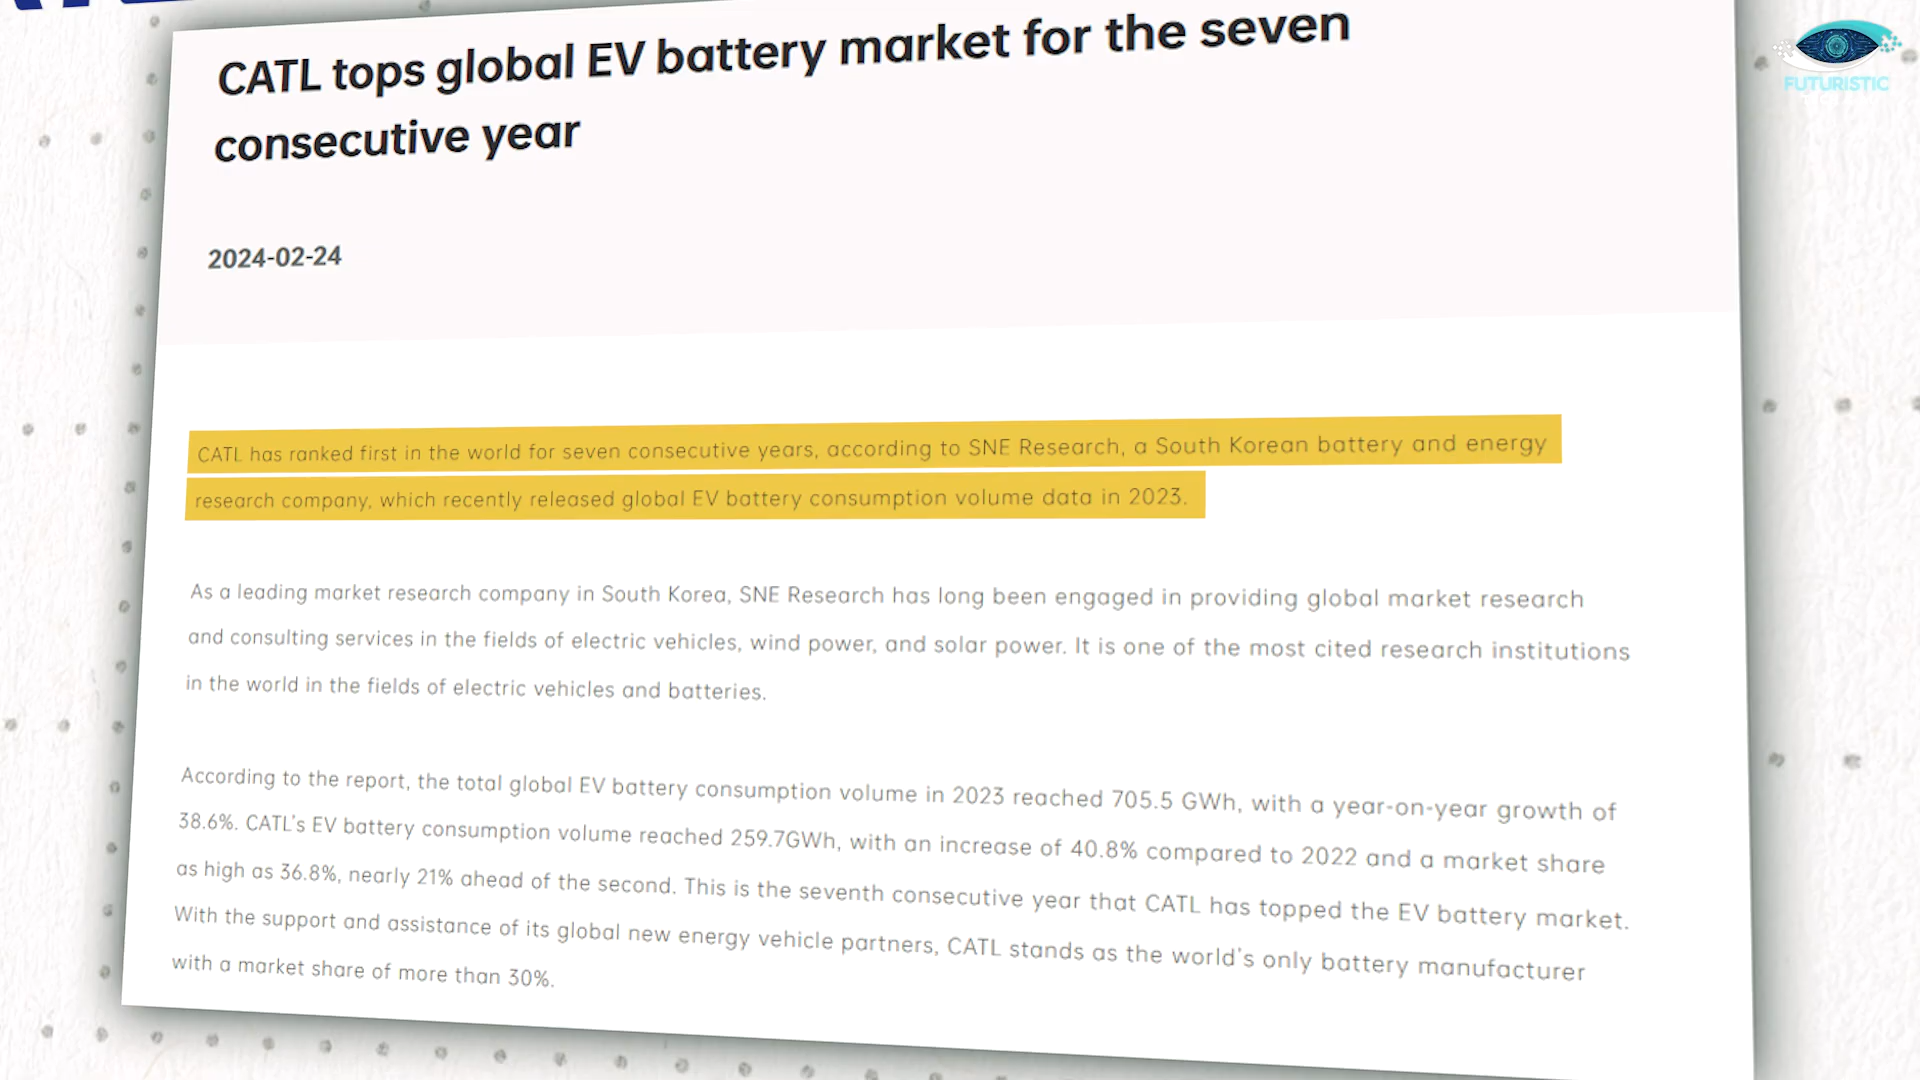 CATL tops global EV battery market for the seven
consecutive year
2024-02-24
CATL has ranked first in the world for seven consecutive years, according to SNE Research, a South Korean battery and energy
research company, which recently released global EV battery consumption volume data in 2023.
As a leading market research company in South Korea, SNE Research has long been engaged in providing global market research
and consulting services in the fields of electric vehicles, wind power, and solar power. It is one of the most cited research institutions
in the world in the fields of electric vehicles and batteries.
According to the report, the total global EV battery consumption volume in 2023 reached 705.5 GWh, with a year-on-year growth of
38.6%. CATL's EV battery consumption volume reached 259.7GWh, with an increase of 40.8% compared to 2022 and a market share
as high as 36.8%, nearly 21% ahead of the second. This is the seventh consecutive year that CATL has topped the EV battery market.
With the support and assistance of its global new energy vehicle partners, CATL stands as the world's only battery manufacturer
with a market share of more than 30%.
FUTURISTIC